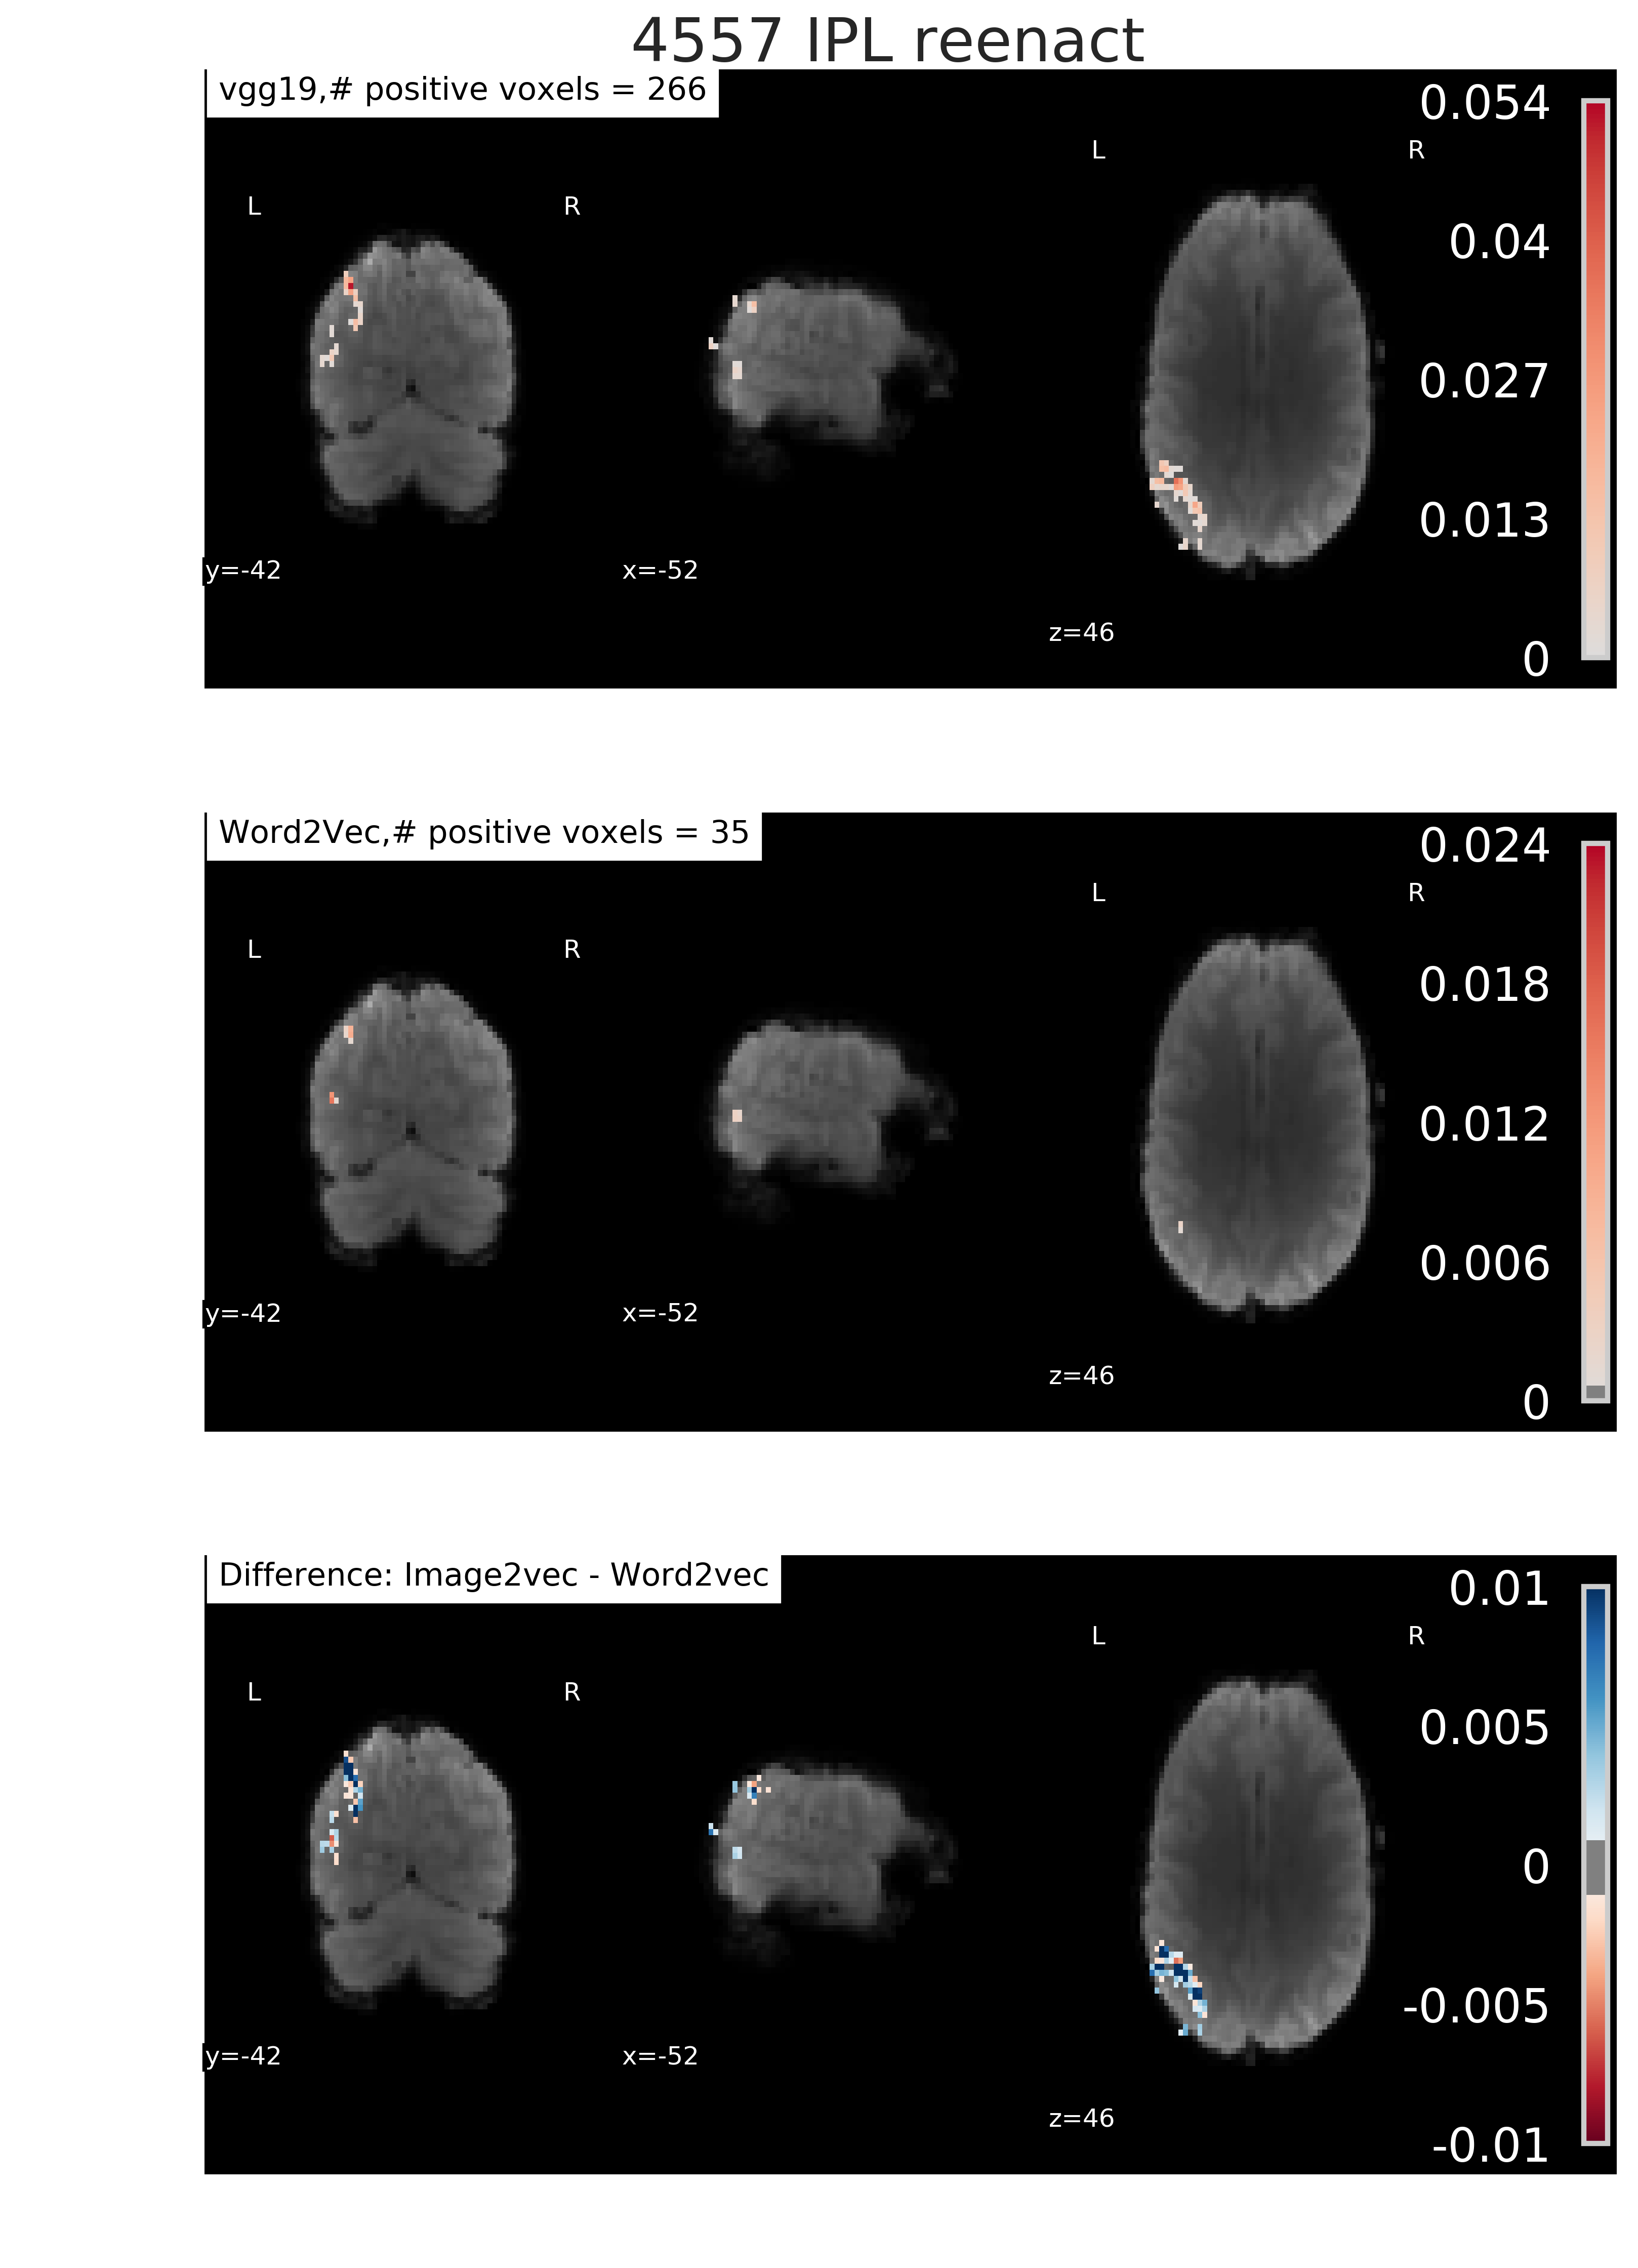 4557 IPL reenact
vgg19,# positive voxels = 266
0.054
L R
L R
0.04
0.027
0.013
y=-42 x=-52
z=46
0
Word2Vec,# positive voxels = 35
0.024
L R
L R
0.018
0.012
0.006
y=-42 x=-52
z=46
0
Difference: Image2vec - Word2vec
0.01
L R
L R
0.005
0
-0.005
y=-42 x=-52
z=46
-0.01